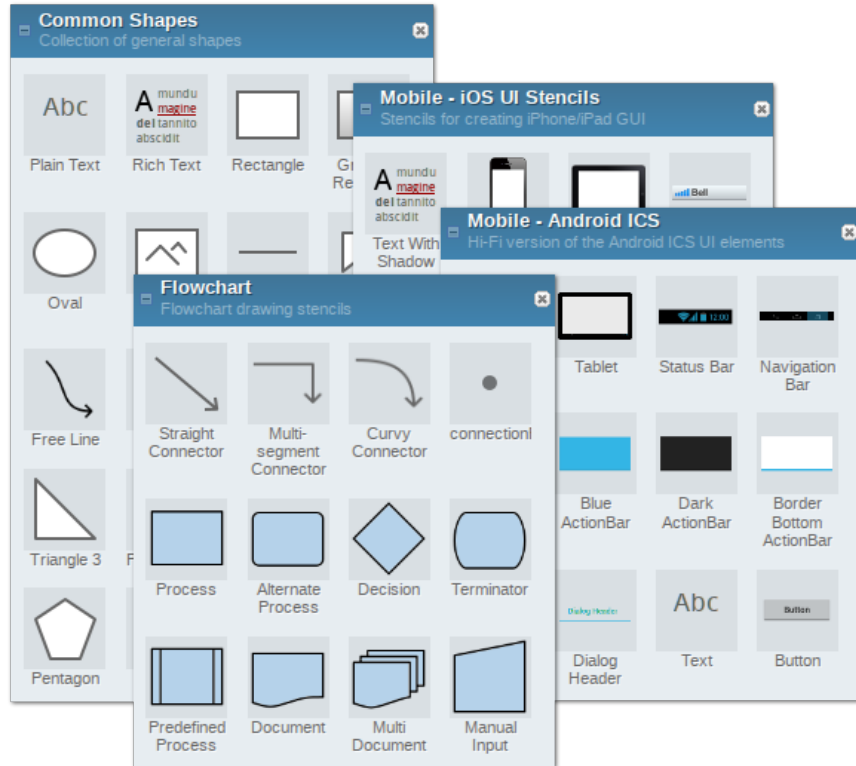 Common Shapes
Collection of general shapes
Abc
A mundu
magine
del tannito
abscidit
Plain Text
Rich Text
Rectangle
Oval
Free Line
Triangle 3
Pentagon
Mobile - iOS UI Stencils
Stencils for creating iPhone/iPad GUI
A mundu
magine
del tannito
abscidit
Bell
Text With
Shadow
Mobile - Android ICS
Hi-Fi version of the Android ICS UI elements
12:00
Tablet
Status Bar
Navigation
Bar
Blue
ActionBar
Dark
ActionBar
Border
Bottom
ActionBar
Dialog Header
Abc
Button
Dialog
Header
Text
Button
Flowchart
Flowchart drawing stencils
Straight
Connector
Multi-
segment
Connector
Curvy
Connector
connectionl
Process
Alternate
Process
Decision
Terminator
Predefined
Process
Document
Multi
Document
Manual
Input